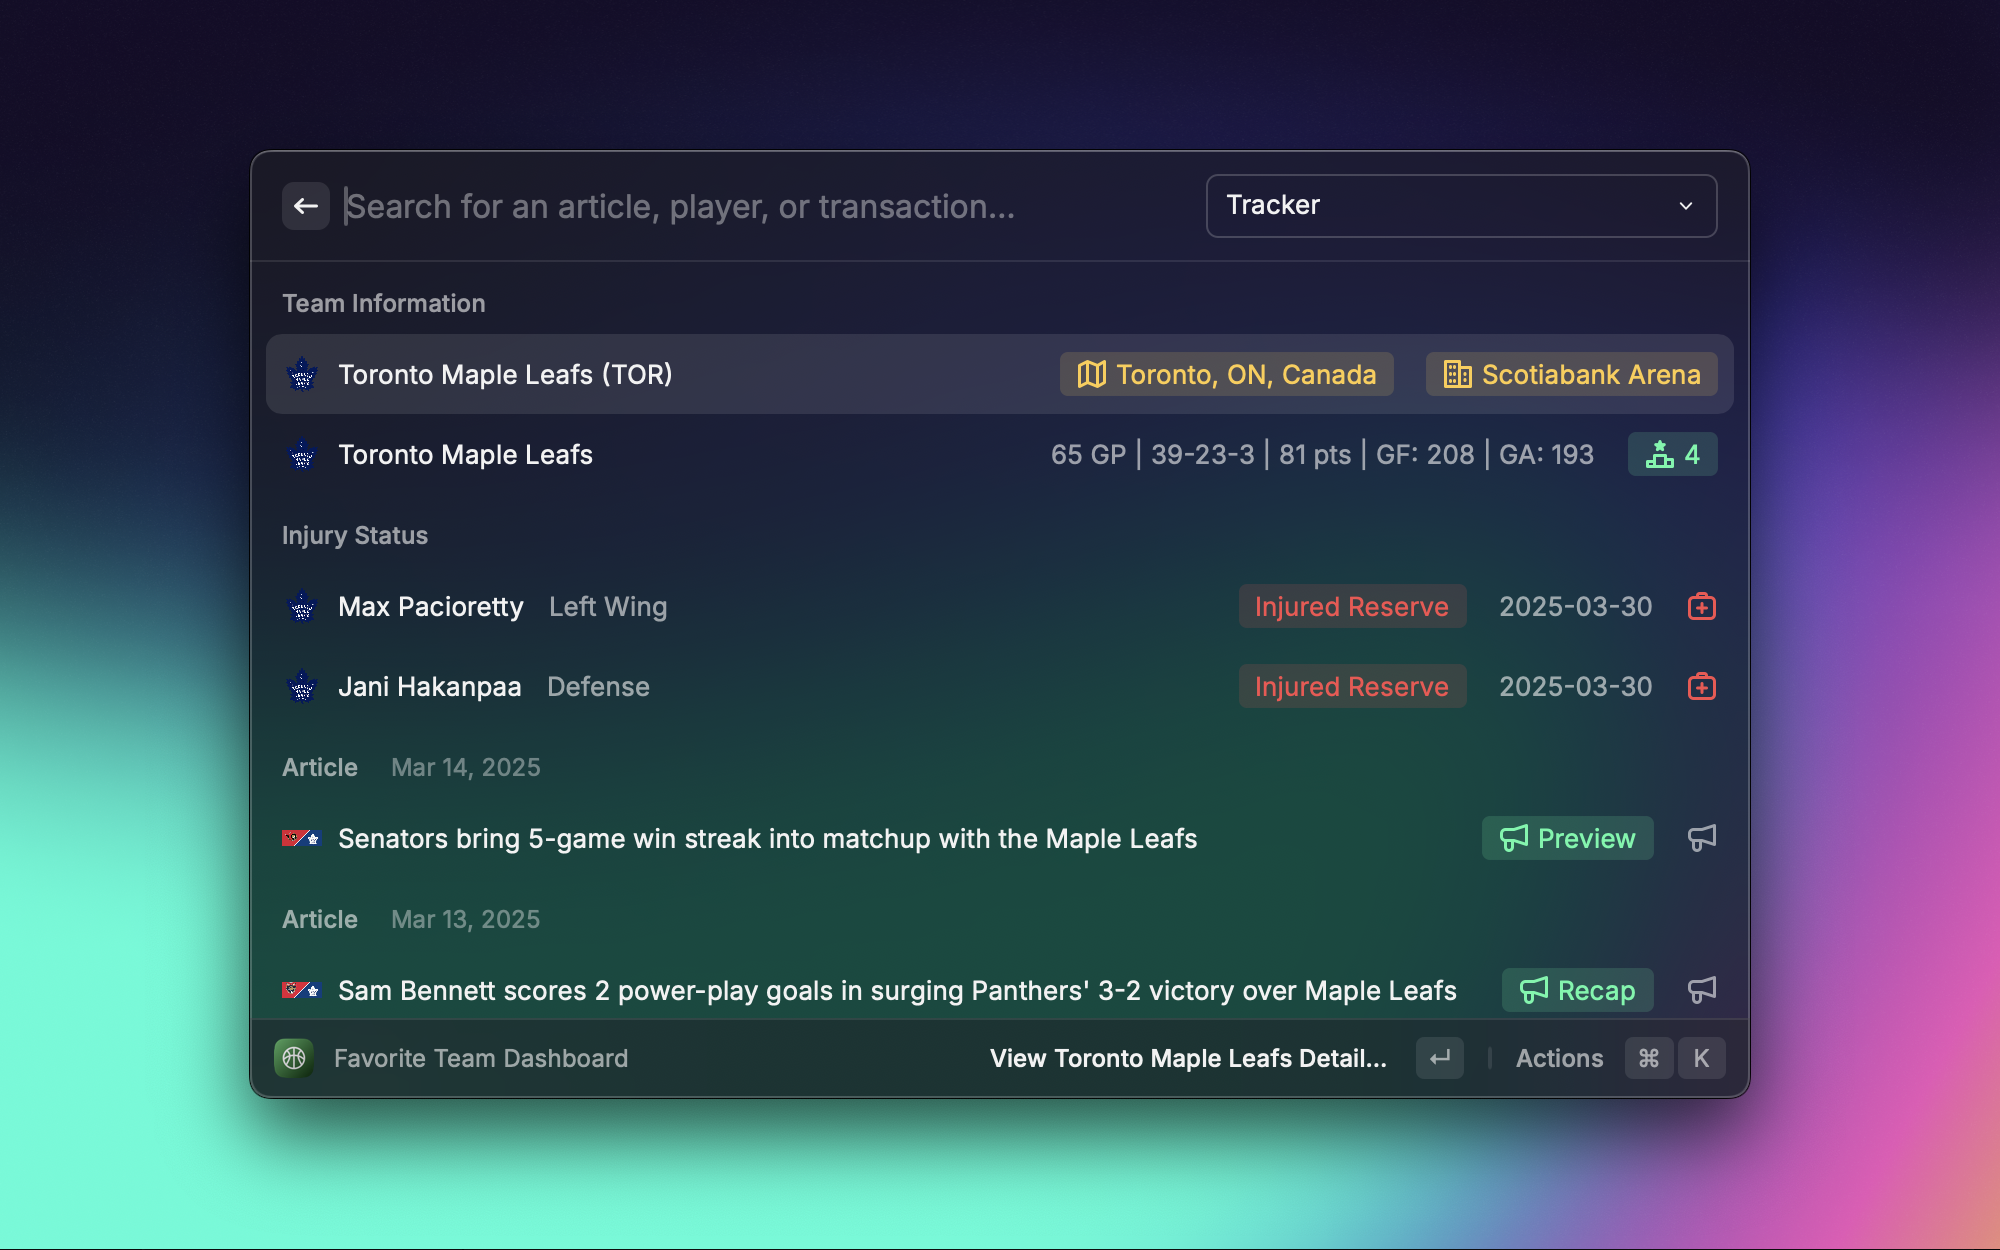 Search for an article, player, or transaction...
Tracker
Team Information
Toronto Maple Leafs (TOR) Toronto, ON, Canada Scotiabank Arena
Toronto Maple Leafs 65 GP | 39-23-3 | 81 pts | GF: 208 | GA: 193 4
Injury Status
Max Pacioretty Left Wing Injured Reserve 2025-03-30
Jani Hakanpaa Defense Injured Reserve 2025-03-30
Article Mar 14, 2025
Senators bring 5-game win streak into matchup with the Maple Leafs Preview
Article Mar 13, 2025
Sam Bennett scores 2 power-play goals in surging Panthers' 3-2 victory over Maple Leafs Recap
Favorite Team Dashboard View Toronto Maple Leafs Detail... Actions ⌘ K